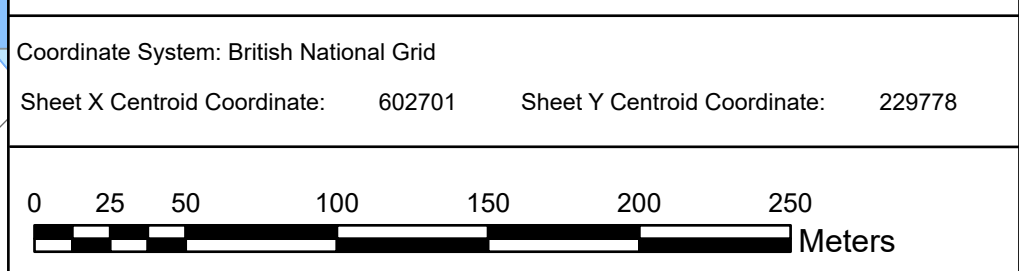 Coordinate System: British National Grid
Sheet X Centroid Coordinate: 602701 Sheet Y Centroid Coordinate: 229778
0 25 50 100 150 200 250
Meters